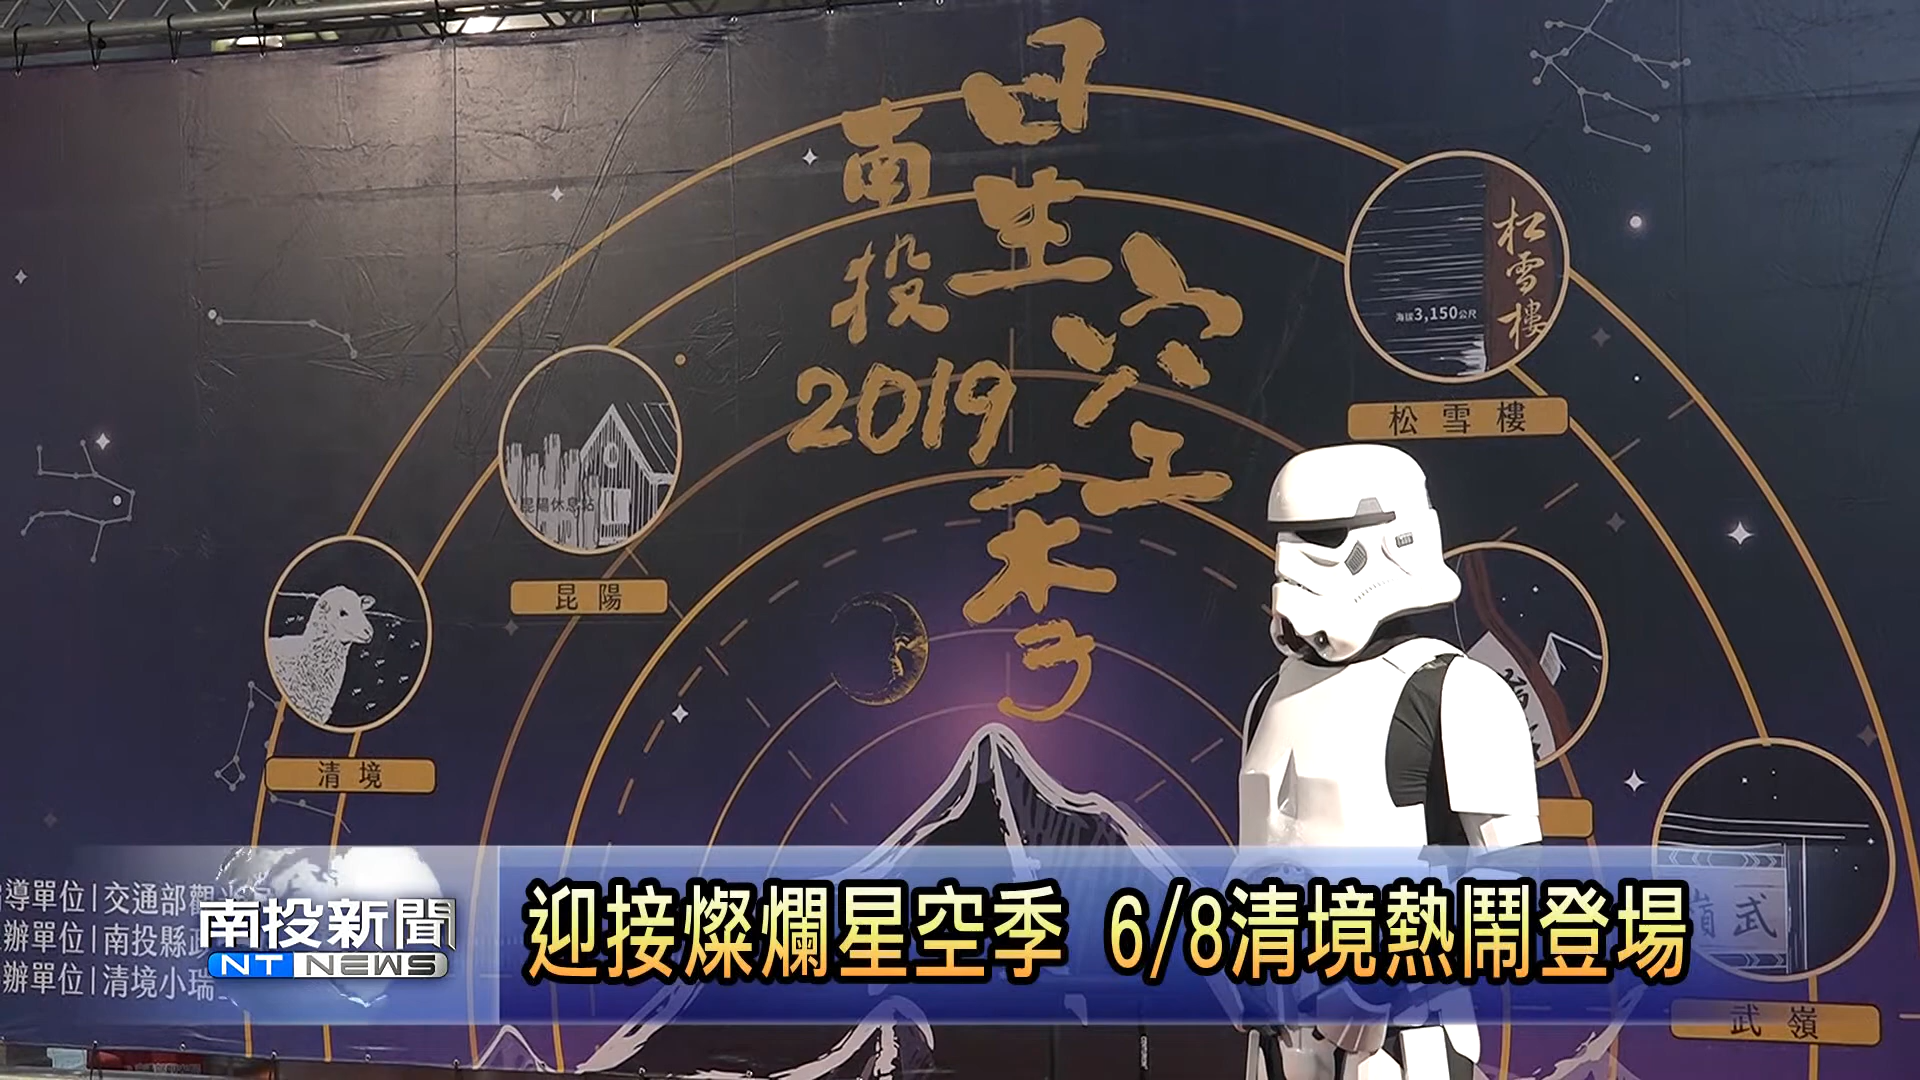 南投
2019
星空季
松雪樓
海拔3,150公尺
松雪樓
昆陽休息站
昆陽
清境
武嶺
武嶺
導單位|交通部觀光局
辦單位|南投縣政
辦單位|清境小瑞
南投新聞
NT NEWS
迎接燦爛星空季 6/8清境熱鬧登場